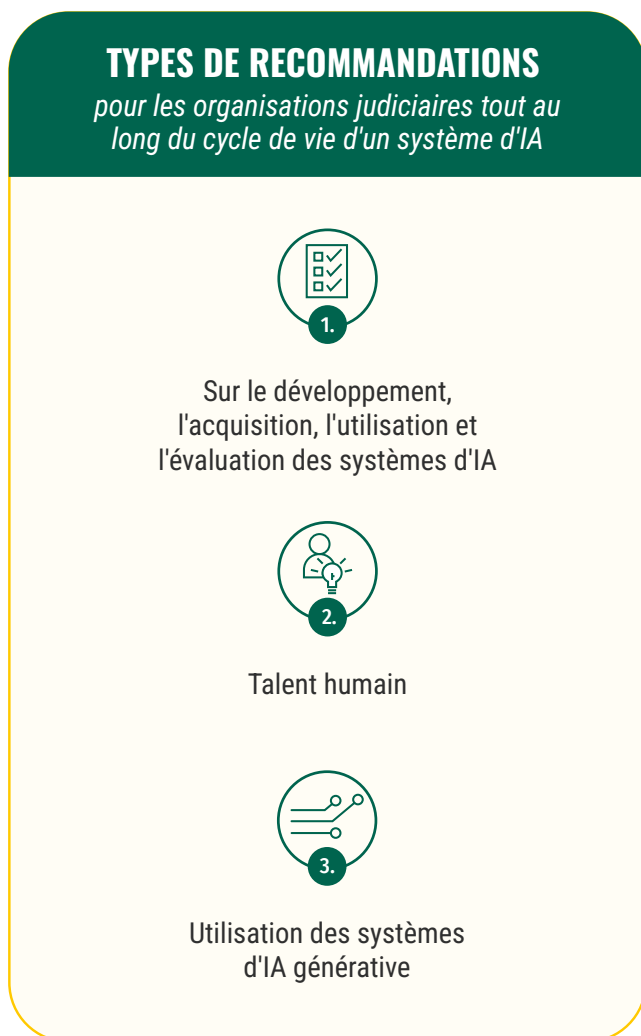 TYPES DE RECOMMANDATIONS
pour les organisations judiciaires tout au
long du cycle de vie d'un système d'IA
1.
Sur le développement,
l'acquisition, l'utilisation et
l'évaluation des systèmes d'IA
2.
Talent humain
3.
Utilisation des systèmes
d'IA générative